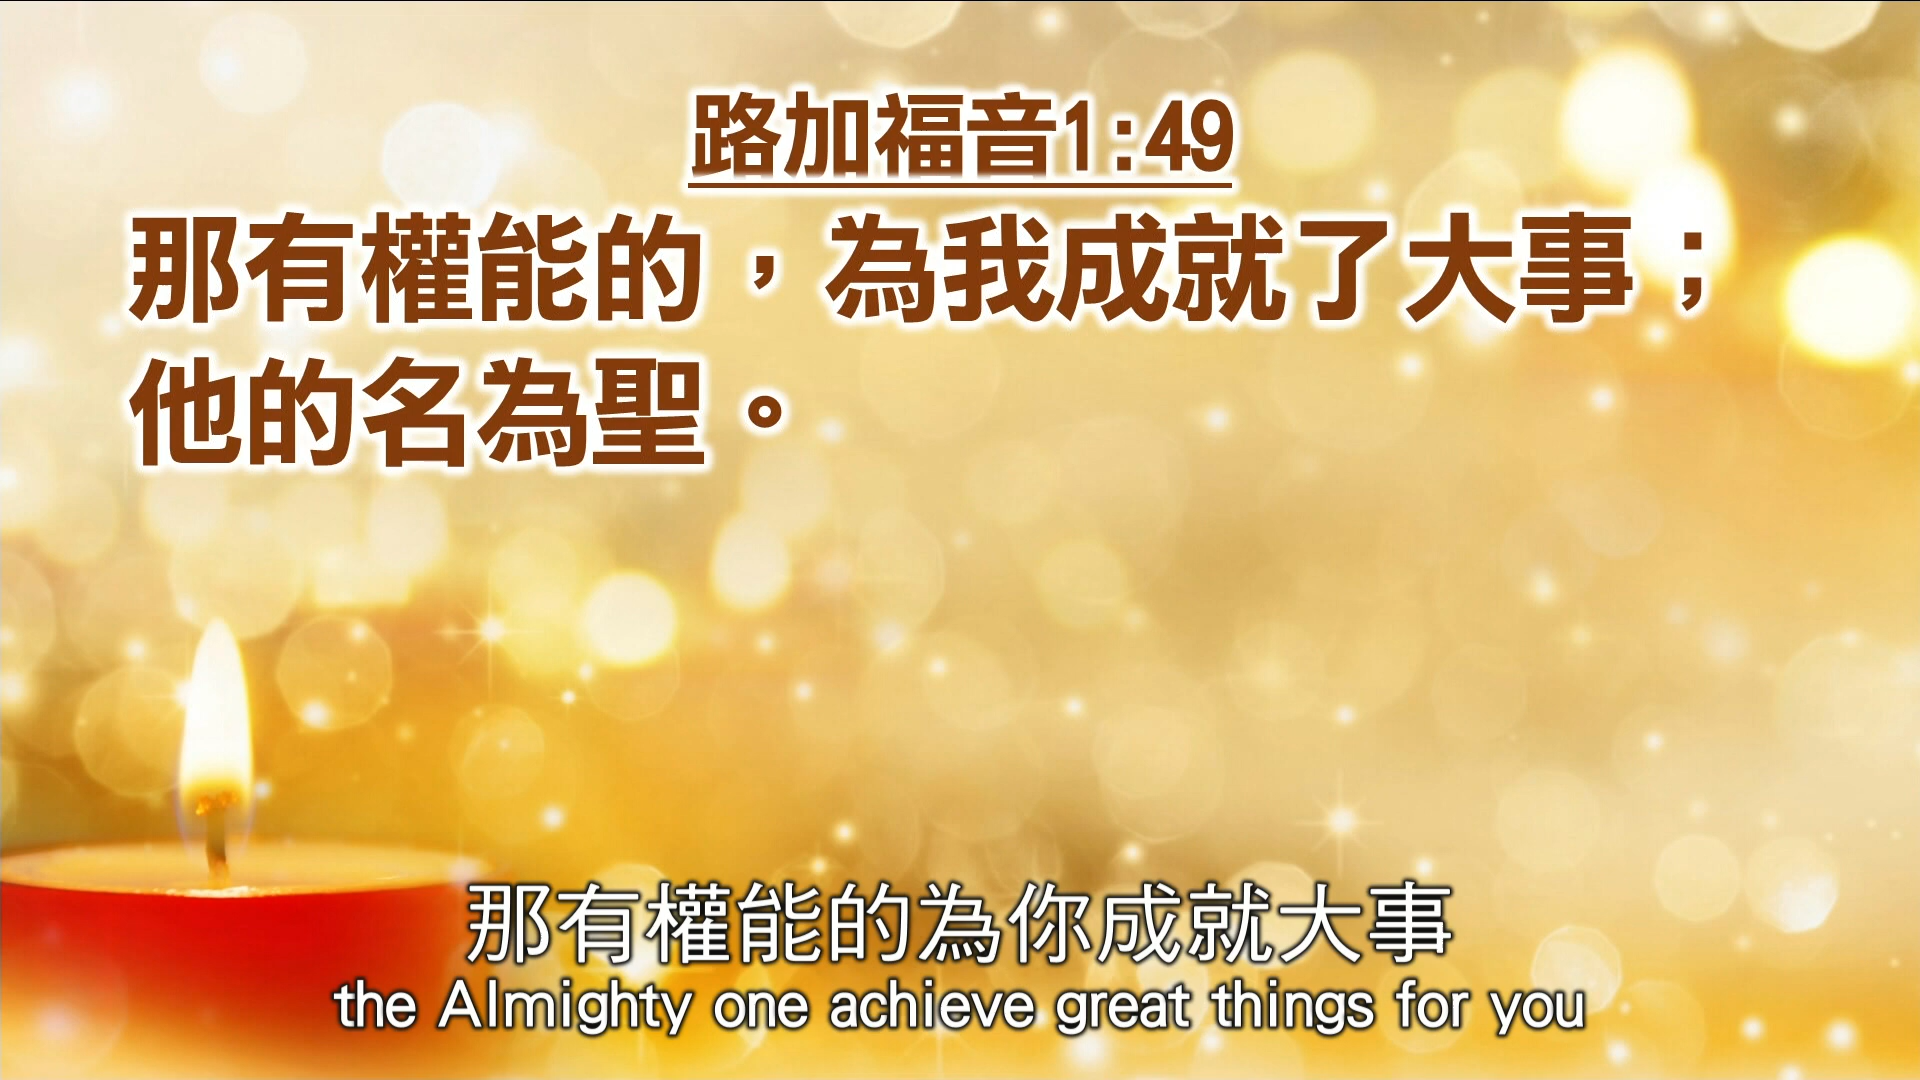 路加福音1:49
那有權能的，為我成就了大事；
他的名為聖。
那有權能的為你成就大事
the Almighty one achieve great things for you